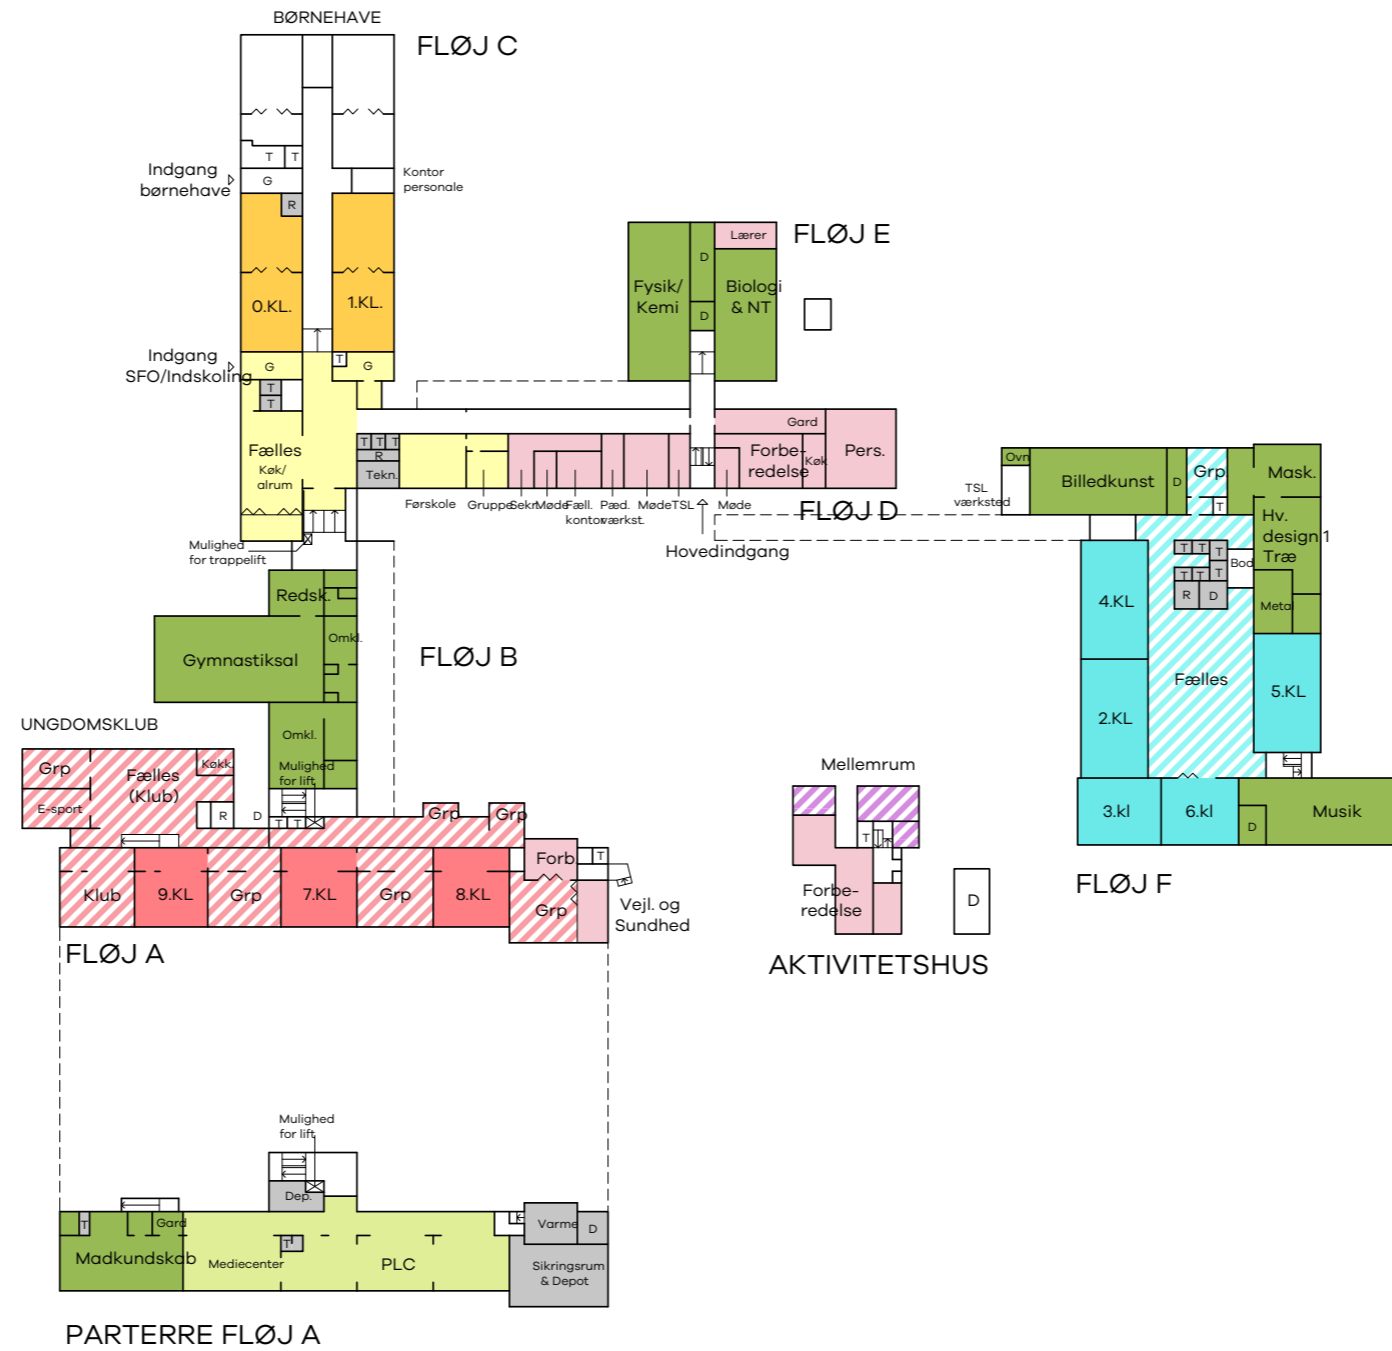 BØRNEHAVE
FLØJ C
T
T
Indgang
børnehave
G
Kontor
personale
R
0.KL.
1.KL.
Indgang
SFO/Indskoling
G
T
G
T
T
Fælles
Køk/
alrum
Mulighed
for trappelift
FLØJ E
Lærer
Fysik/
Kemi
D
D
Biologi
& NT
T
T
T
R
Tekn.
Førskole
Gruppe
Sekr.
Møde
Fæll.
kontor
Pæd.
værkst.
Møde
TSL
Møde
Gard
Forbe-
redelse
Køk
Pers.
FLØJ D
Hovedindgang
Redsk.
Omkl.
Gymnastiksal
FLØJ B
Omkl.
Mulighed
for lift
T
T
UNGDOMSKLUB
Grp
E-sport
Fælles
(Klub)
Køkk.
R
D
Grp
Grp
Klub
9.KL
Grp
7.KL
Grp
8.KL
Forb
T
Grp
Vejl. og
Sundhed
FLØJ A
Mellemrum
T
Forbe-
redelse
D
AKTIVITETSHUS
Ovn
TSL
værksted
Billedkunst
D
Grp
T
Mask.
Hv.
design 1
Træ
T
T
T
T
T
T
R
D
Bod
Metal
4.KL
2.KL
Fælles
5.KL
3.kl
6.kl
D
Musik
FLØJ F
Mulighed
for lift
Dep.
T
Gard
Madkundskab
Mediecenter
T
PLC
Varme
D
Sikringsrum
& Depot
PARTERRE FLØJ A